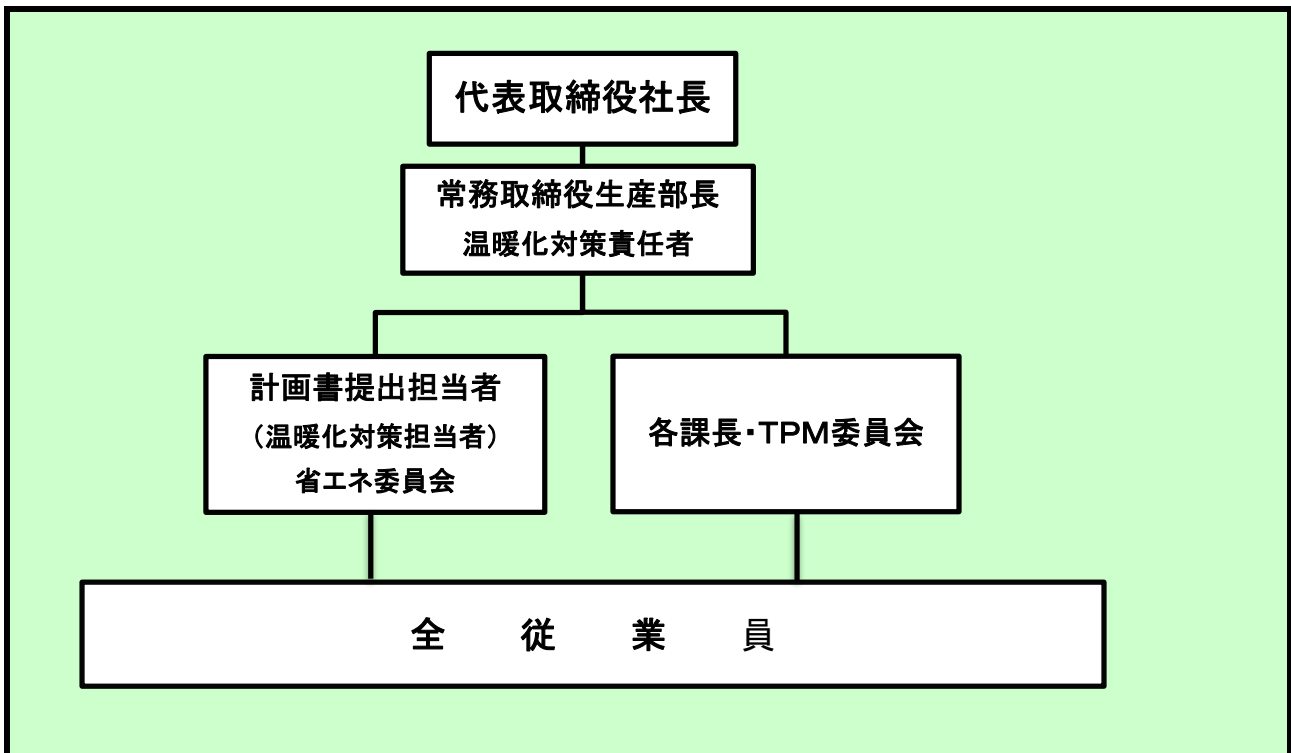 代表取締役社長
常務取締役生産部長
温暖化対策責任者
計画書提出担当者
（温暖化対策担当者）
省エネ委員会
各課長・TPM委員会
全　従　業　員